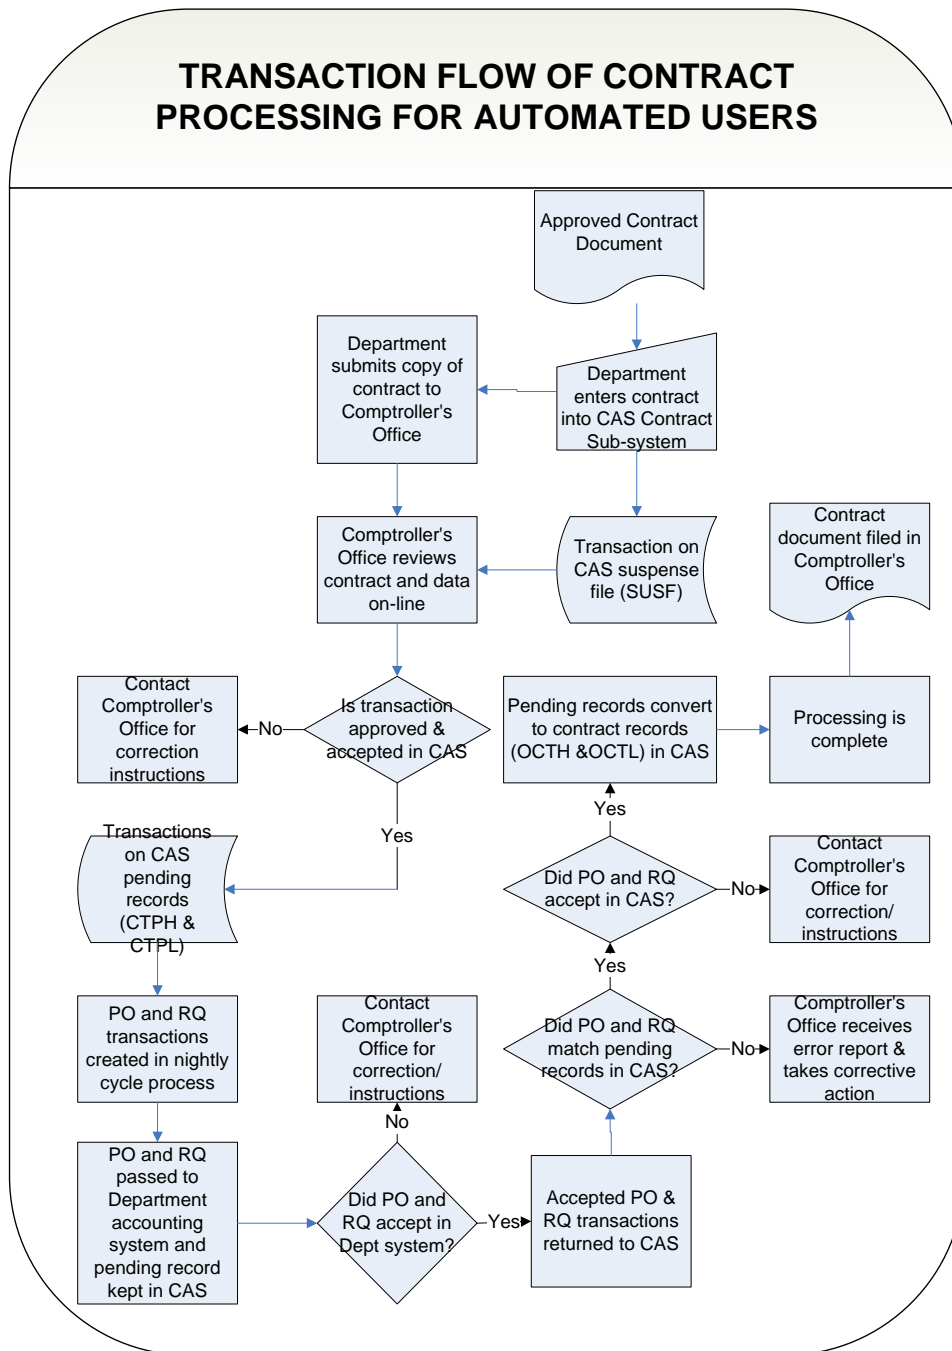 TRANSACTION FLOW OF CONTRACT
PROCESSING FOR AUTOMATED USERS
Approved Contract
Document
Department
submits copy of
contract to
Comptroller's
Office
Department
enters contract
into CAS Contract
Sub-system
Comptroller's
Office reviews
contract and data
on-line
Transaction on
CAS suspense
file (SUSF)
Contract
document filed in
Comptroller's
Office
Contact
Comptroller's
Office for
correction
instructions
No
Is transaction
approved &
accepted in CAS
Pending records convert
to contract records
(OCTH &OCTL) in CAS
Processing is
complete
Yes
Yes
Transactions
on CAS
pending
records
(CTPH &
CTPL)
Did PO and RQ
accept in CAS?
No
Contact
Comptroller's
Office for
correction/
instructions
Yes
PO and RQ
transactions
created in nightly
cycle process
Contact
Comptroller's
Office for
correction/
instructions
Did PO and RQ
match pending
records in CAS?
No
Comptroller's
Office receives
error report &
takes corrective
action
No
PO and RQ
passed to
Department
accounting
system and
pending record
kept in CAS
Did PO and
RQ accept in
Dept system?
Yes
Accepted PO &
RQ transactions
returned to CAS